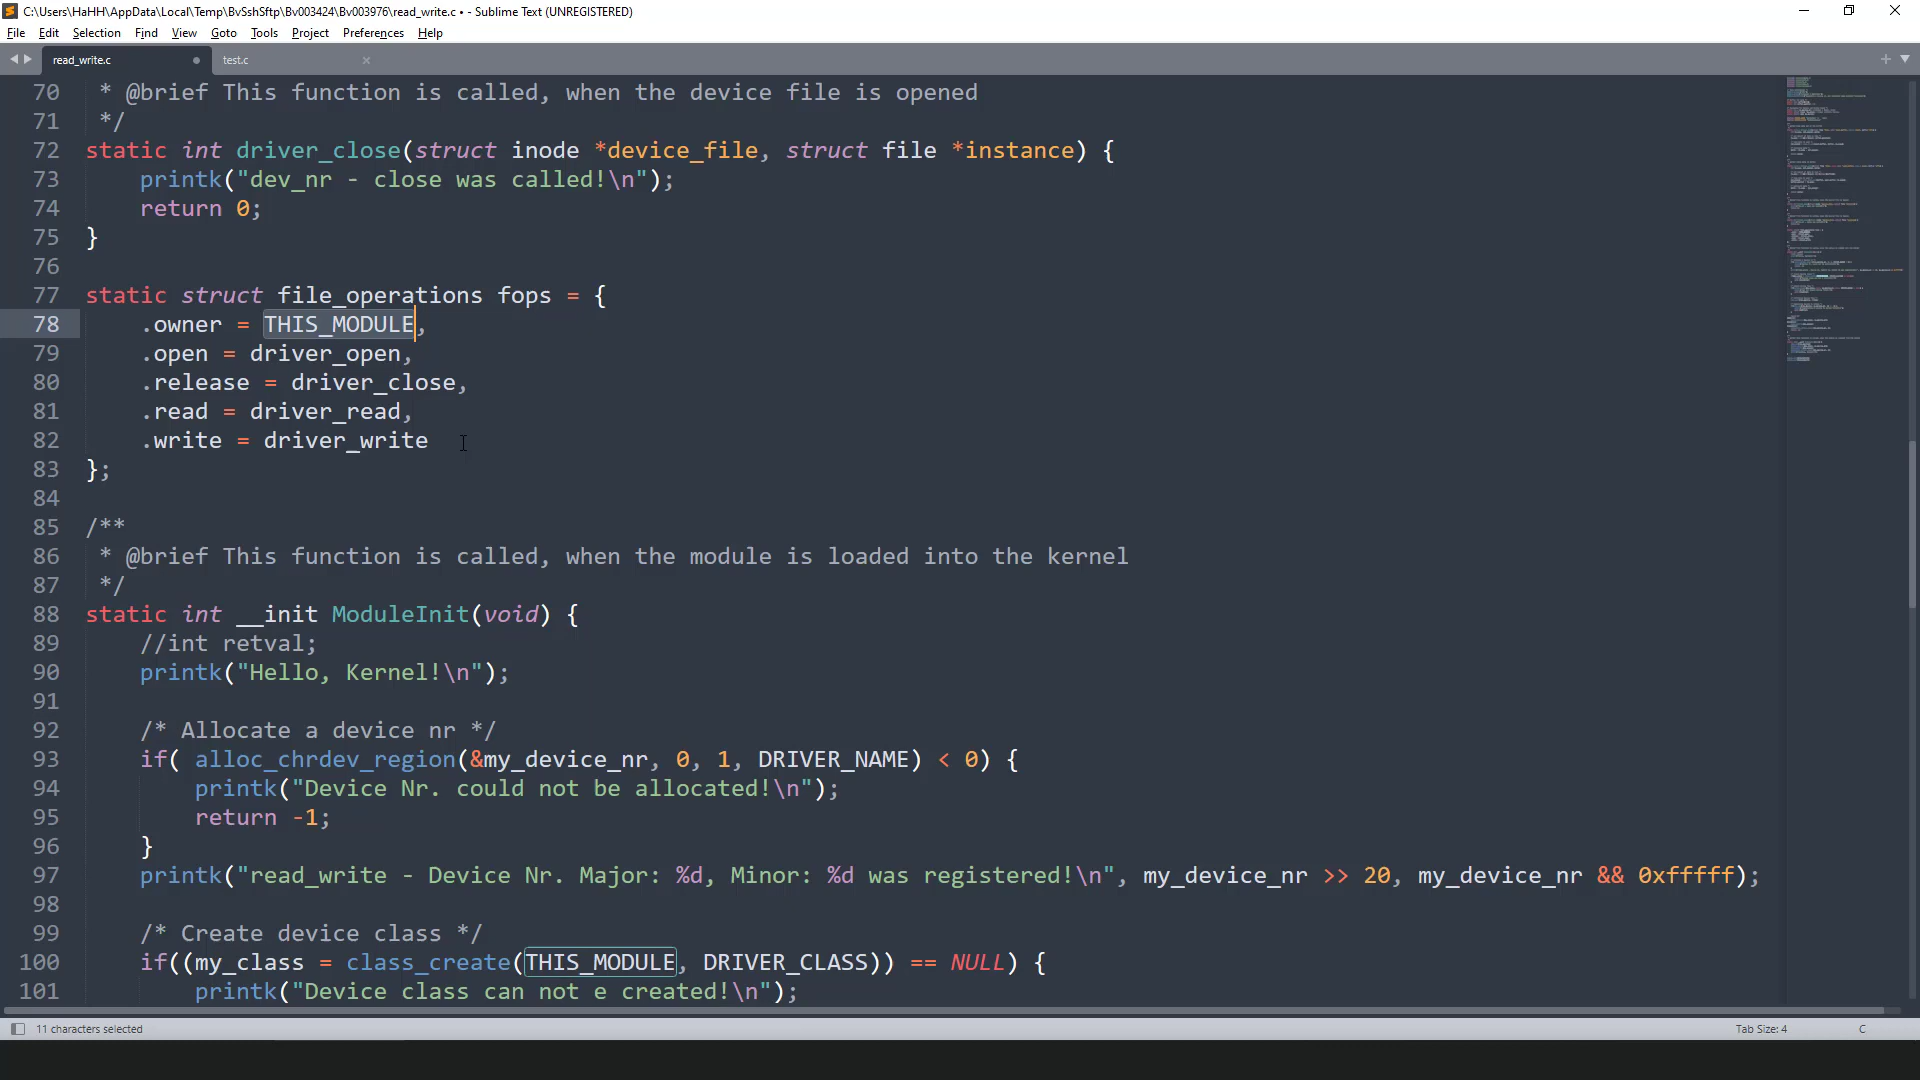 C:\Users\HaHH\AppData\Local\Temp\BvSshSftp\Bv003424\Bv003976\read_write.c • - Sublime Text (UNREGISTERED)
File Edit Selection Find View Goto Tools Project Preferences Help
read_write.c test.c
70 * @brief This function is called, when the device file is opened
71 */
72 static int driver_close(struct inode *device_file, struct file *instance) {
73 printk("dev_nr - close was called!\n");
74 return 0;
75 }
76
77 static struct file_operations fops = {
78 .owner = THIS_MODULE,
79 .open = driver_open,
80 .release = driver_close,
81 .read = driver_read,
82 .write = driver_write
83 };
84
85 /**
86 * @brief This function is called, when the module is loaded into the kernel
87 */
88 static int __init ModuleInit(void) {
89 //int retval;
90 printk("Hello, Kernel!\n");
91
92 /* Allocate a device nr */
93 if( alloc_chrdev_region(&my_device_nr, 0, 1, DRIVER_NAME) < 0) {
94 printk("Device Nr. could not be allocated!\n");
95 return -1;
96 }
97 printk("read_write - Device Nr. Major: %d, Minor: %d was registered!\n", my_device_nr >> 20, my_device_nr && 0xfffff);
98
99 /* Create device class */
100 if((my_class = class_create(THIS_MODULE, DRIVER_CLASS)) == NULL) {
101 printk("Device class can not e created!\n");
11 characters selected Tab Size: 4 C